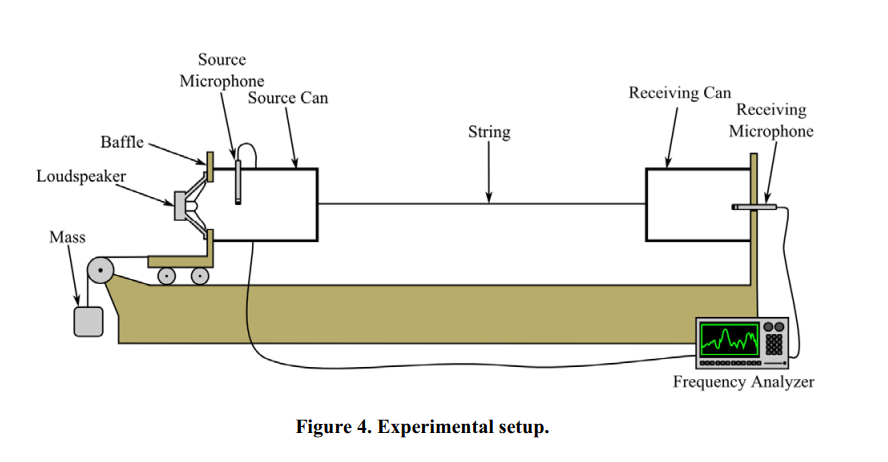 Source
Microphone
Source Can
Receiving Can
Receiving
Microphone
String
Baffle
Loudspeaker
Mass
Frequency Analyzer
Figure 4. Experimental setup.